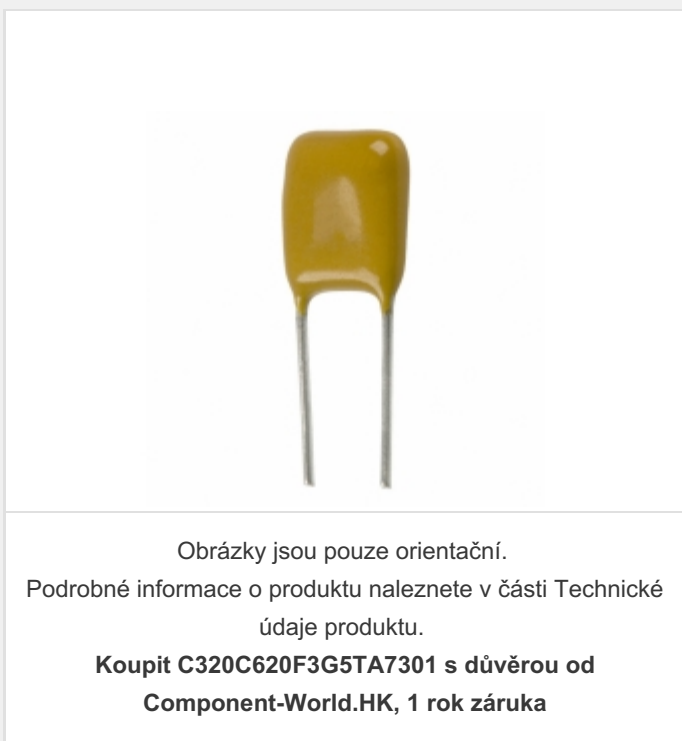 Obrázky jsou pouze orientační.
Podrobné informace o produktu naleznete v části Technické
údaje produktu.
Koupit C320C620F3G5TA7301 s důvěrou od
Component-World.HK, 1 rok záruka